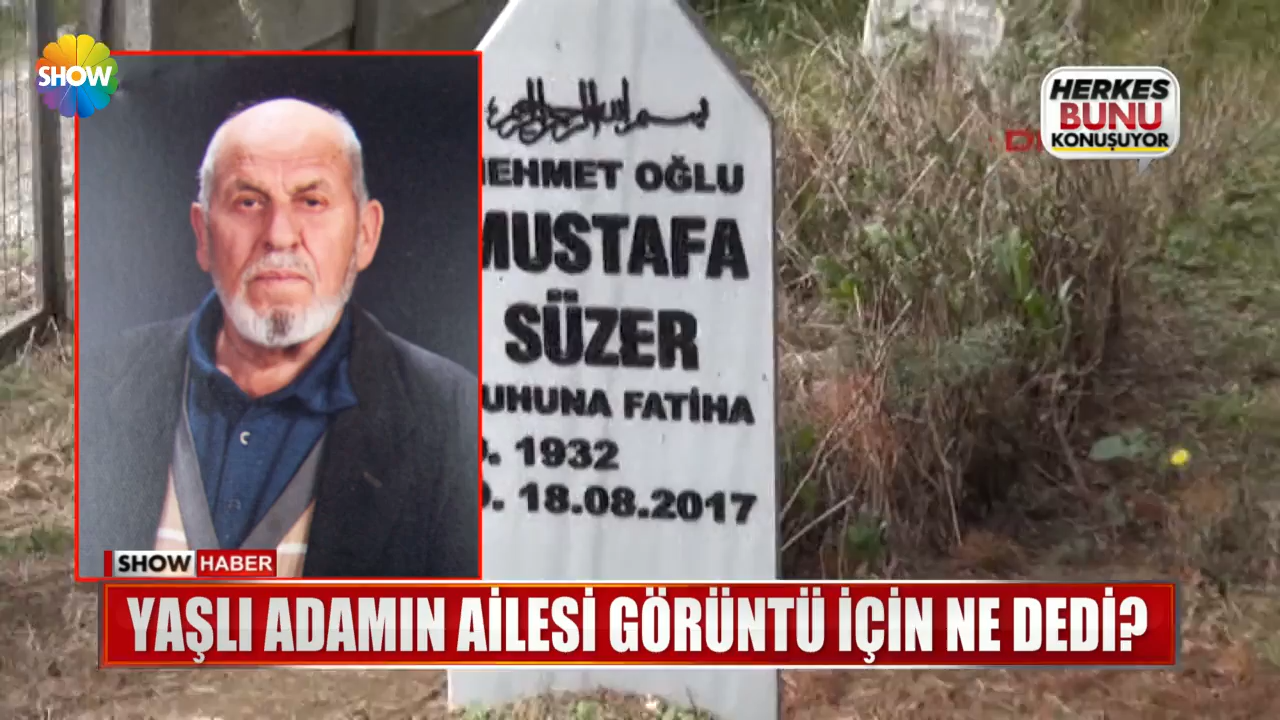 SHOW
HERKES
BUNU
KONUŞUYOR
MEHMET OĞLU
MUSTAFA
SÜZER
UHUNA FATİHA
1932
18.08.2017
SHOW HABER
YAŞLI ADAMIN AİLESİ GÖRÜNTÜ İÇİN NE DEDİ?